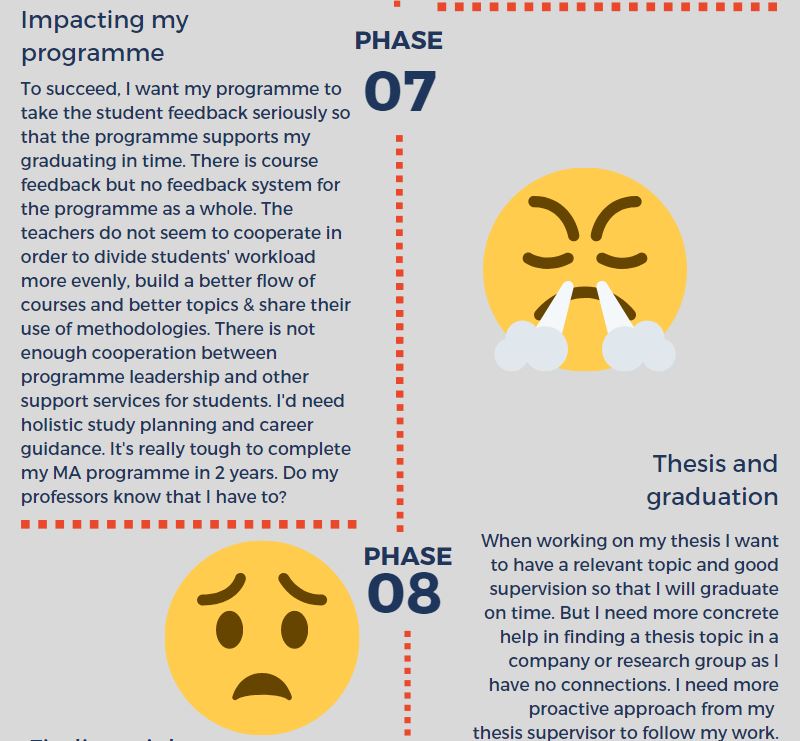 Impacting my
programme
To succeed, I want my programme to
take the student feedback seriously so
that the programme supports my
graduating in time. There is course
feedback but no feedback system for
the programme as a whole. The
teachers do not seem to cooperate in
order to divide students' workload
more evenly, build a better flow of
courses and better topics & share their
use of methodologies. There is not
enough cooperation between
programme leadership and other
support services for students. I'd need
holistic study planning and career
guidance. It's really tough to complete
my MA programme in 2 years. Do my
professors know that I have to?
PHASE
07
PHASE
08
Thesis and
graduation
When working on my thesis I want
to have a relevant topic and good
supervision so that I will graduate
on time. But I need more concrete
help in finding a thesis topic in a
company or research group as I
have no connections. I need more
proactive approach from my
thesis supervisor to follow my work.